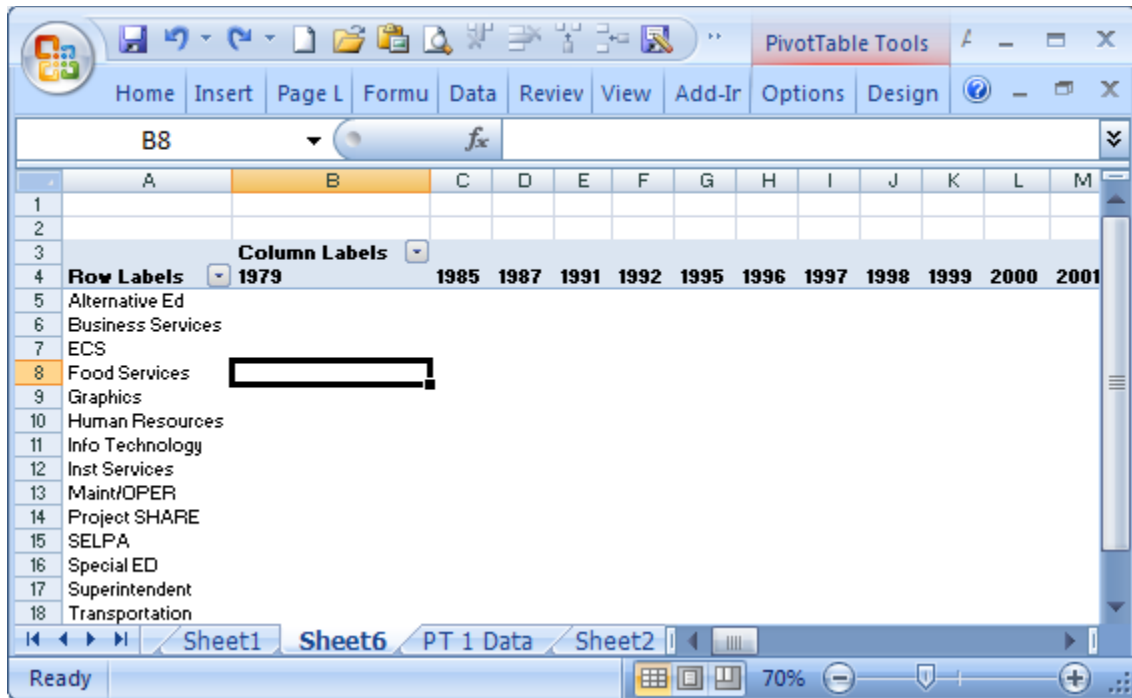 PivotTable Tools
Home Insert Page L Formu Data Reviev View Add-Ir Options Design
B8 fx
A B C D E F G H I J K L M
1
2
3 Column Labels
4 Row Labels 1979 1985 1987 1991 1992 1995 1996 1997 1998 1999 2000 2001
5 Alternative Ed
6 Business Services
7 ECS
8 Food Services
9 Graphics
10 Human Resources
11 Info Technology
12 Inst Services
13 Maint/OPER
14 Project SHARE
15 SELPA
16 Special ED
17 Superintendent
18 Transportation
Sheet1 Sheet6 PT 1 Data Sheet2
Ready 70%